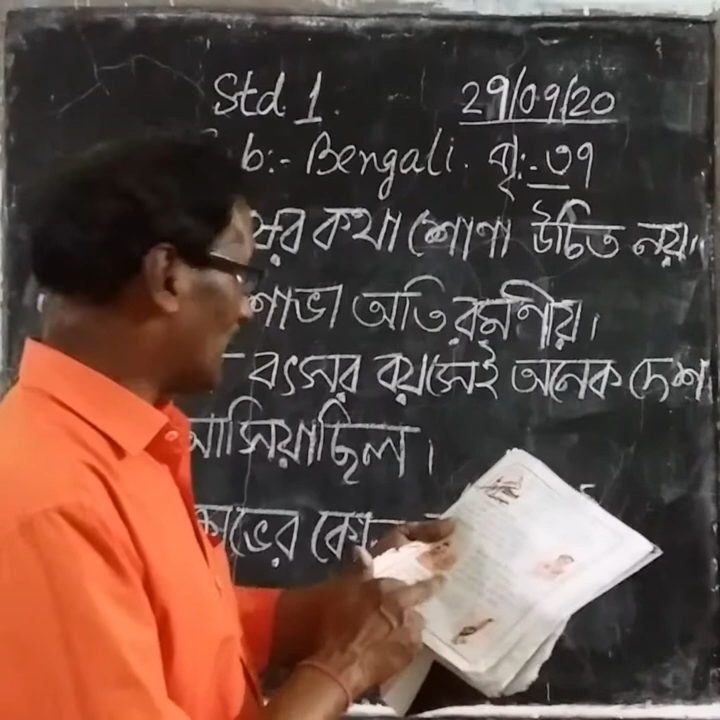 Std. 1. 29/09/20
b:- Bengali. পৃ:-৩৭
কথা শোনা উচিত নয়।
অতি রমণীয়।
বৎসর বয়সেই অনেক দেশ
আসিয়াছিল।